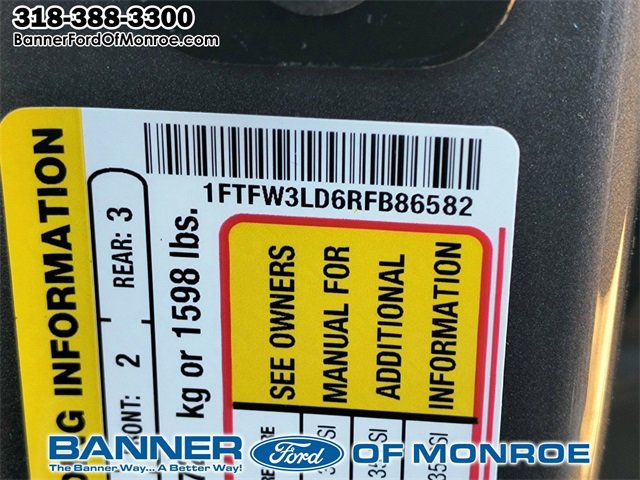 318-388-3300
BannerFordOfMonroe.com
1FTFW3LD6RFB86582
INFORMATION
REAR: 3
FRONT: 2
kg or 1598 lbs.
SEE OWNERS
MANUAL FOR
ADDITIONAL
INFORMATION
BANNER Ford OF MONROE
The Banner Way... A Better Way!